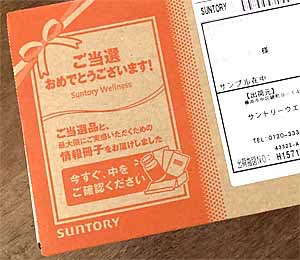 ご当選
おめでとうございます!
Suntory Wellness
ご当選品と、
最大限にご実感いただくための
情報冊子をお届けしました
今すぐ、中を
ご確認ください
SUNTORY
SUNTORY
様
サンプル在中
【出荷元】
サントリーウエ
TEL:0120-333